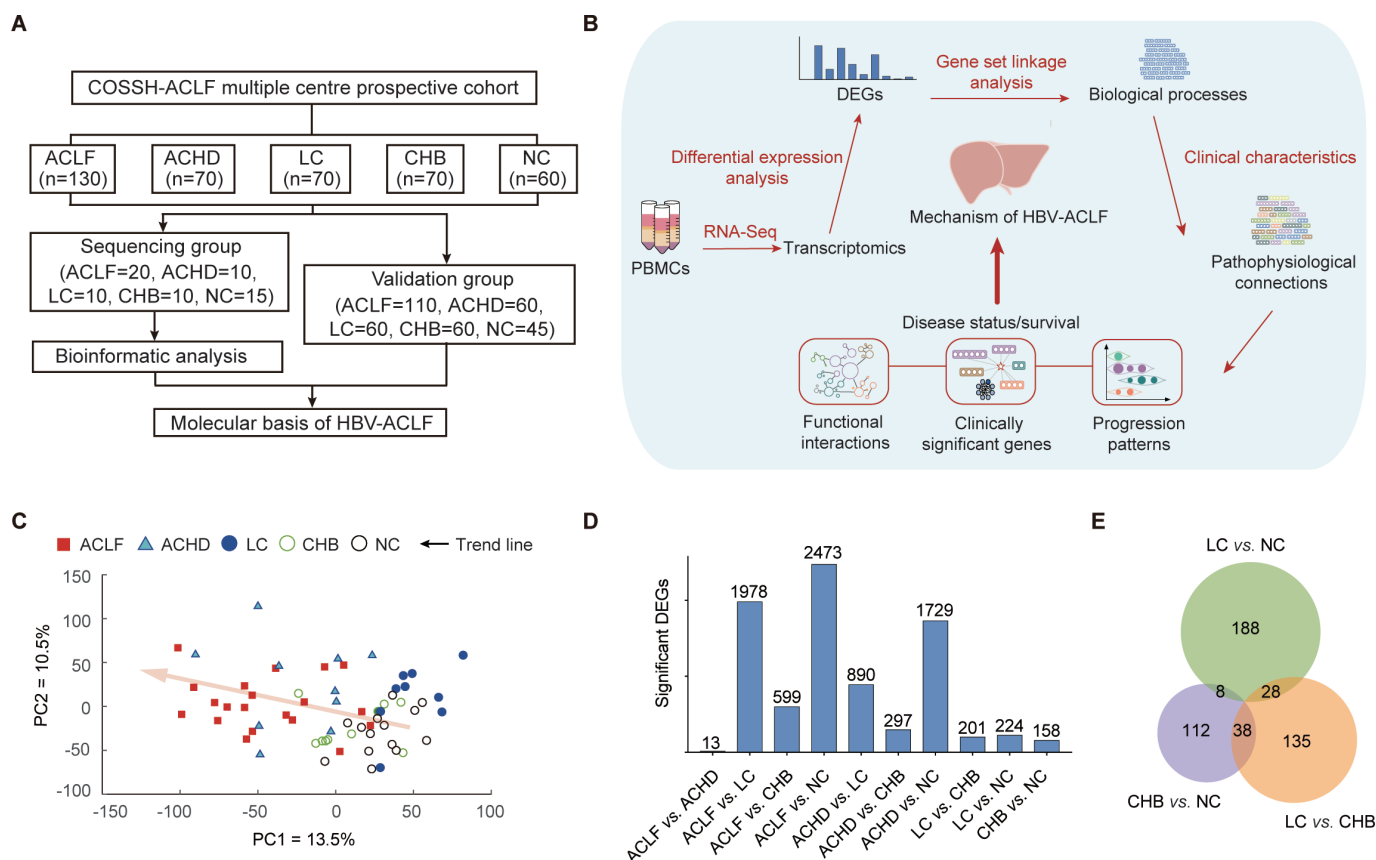 A
COSSH-ACLF multiple centre prospective cohort
ACLF
(n=130)
ACHD
(n=70)
LC
(n=70)
CHB
(n=70)
NC
(n=60)
Sequencing group
(ACLF=20, ACHD=10,
LC=10, CHB=10, NC=15)
Validation group
(ACLF=110, ACHD=60,
LC=60, CHB=60, NC=45)
Bioinformatic analysis
Molecular basis of HBV-ACLF
B
DEGs
Gene set linkage
analysis
Biological processes
Differential expression
analysis
Clinical characteristics
PBMCs
RNA-Seq
Transcriptomics
Mechanism of HBV-ACLF
Pathophysiological
connections
Disease status/survival
Functional
interactions
Clinically
significant genes
Progression
patterns
C
ACLF
ACHD
LC
CHB
NC
Trend line
PC2 = 10.5%
150
100
50
0
-50
-100
-150
-100
-50
0
50
100
PC1 = 13.5%
D
Significant DEGs
13
1978
599
2473
890
297
1729
201
224
158
ACLF vs. ACHD
ACLF vs. LC
ACLF vs. CHB
ACLF vs. NC
ACHD vs. LC
ACHD vs. CHB
ACHD vs. NC
LC vs. CHB
LC vs. NC
CHB vs. NC
E
LC vs. NC
188
8
28
112
38
135
CHB vs. NC
LC vs. CHB